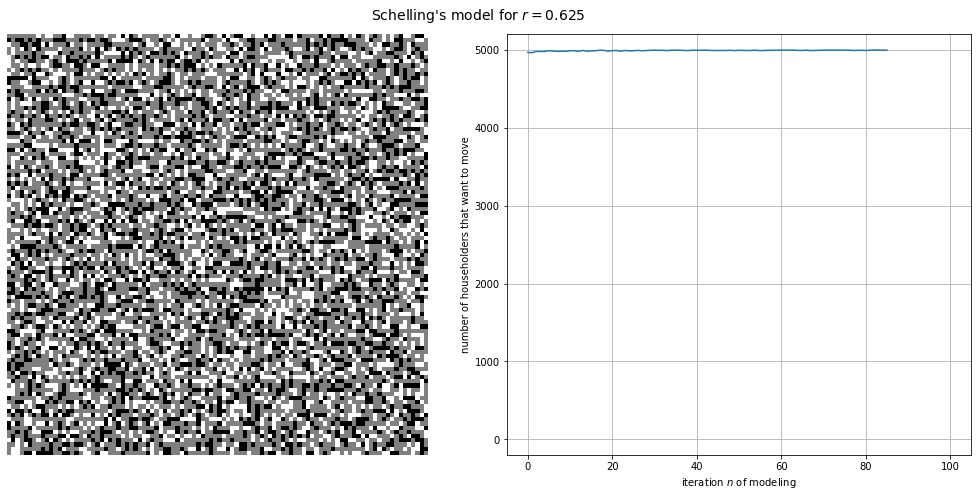 Schelling's model for r = 0.625
number of householders that want to move
5000
4000
3000
2000
1000
0
0 20 40 60 80 100
iteration n of modeling